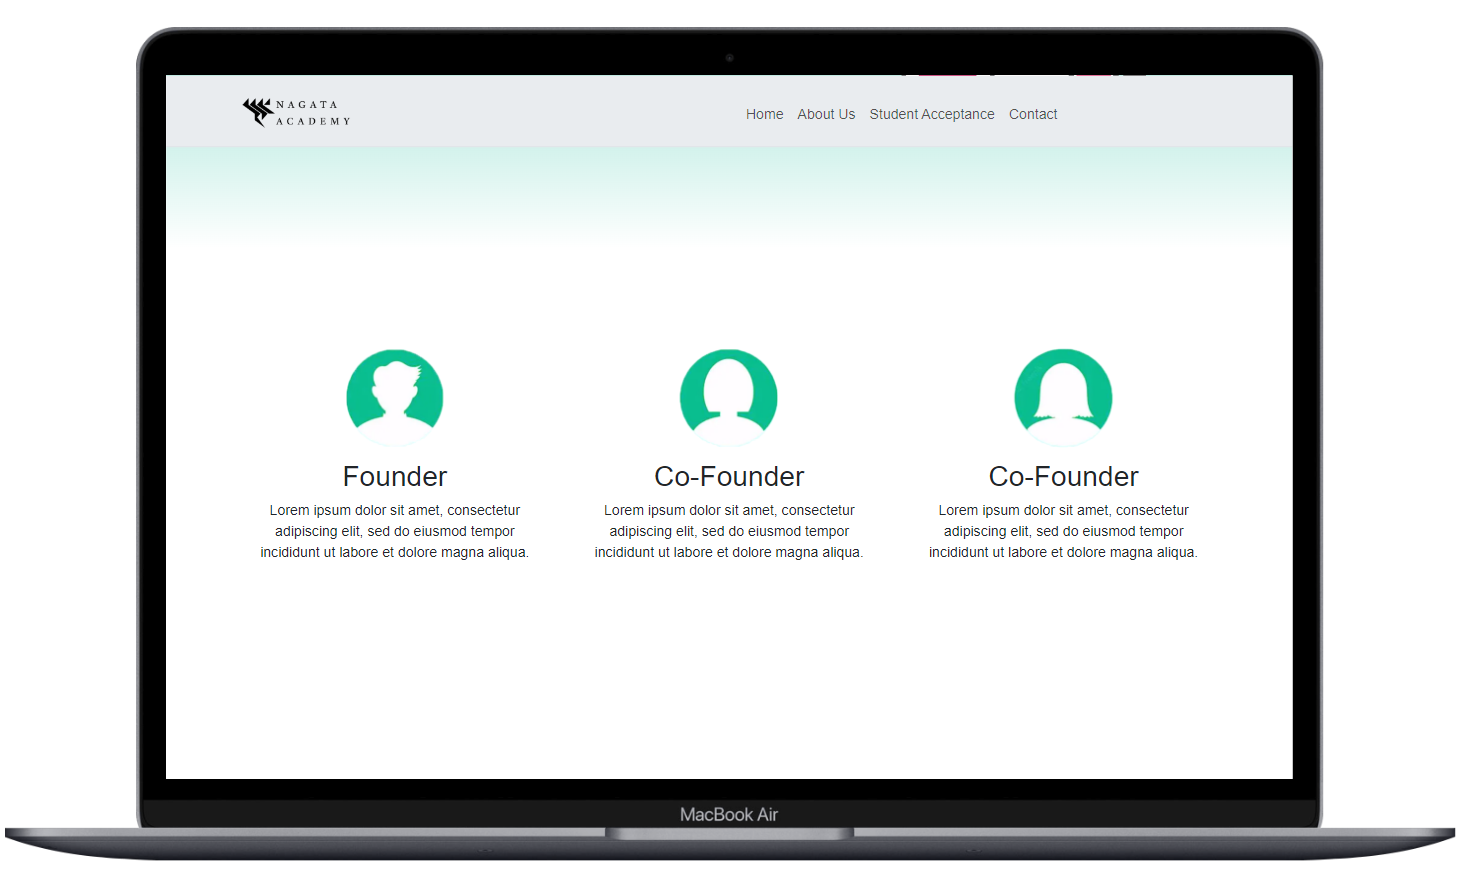 NAGATA
ACADEMY
Home About Us Student Acceptance Contact
Founder
Lorem ipsum dolor sit amet, consectetur
adipiscing elit, sed do eiusmod tempor
incididunt ut labore et dolore magna aliqua.
Co-Founder
Lorem ipsum dolor sit amet, consectetur
adipiscing elit, sed do eiusmod tempor
incididunt ut labore et dolore magna aliqua.
Co-Founder
Lorem ipsum dolor sit amet, consectetur
adipiscing elit, sed do eiusmod tempor
incididunt ut labore et dolore magna aliqua.
MacBook Air